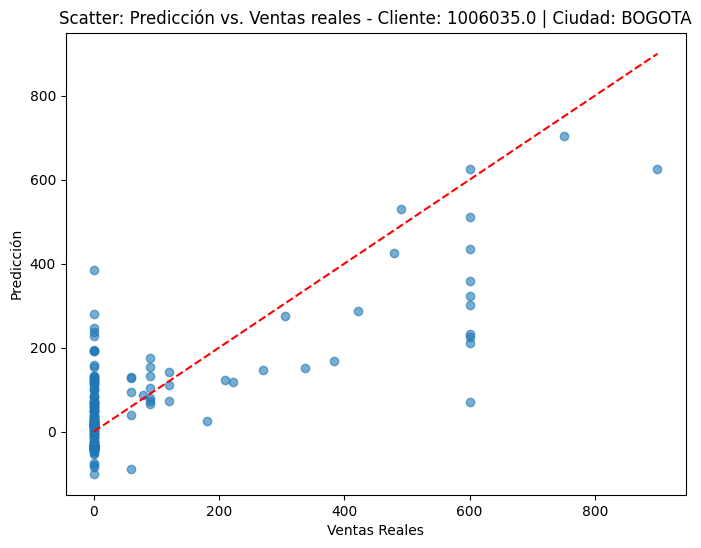 Scatter: Predicción vs. Ventas reales - Cliente: 1006035.0 | Ciudad: BOGOTA
Predicción
800
600
400
200
0
0 200 400 600 800
Ventas Reales